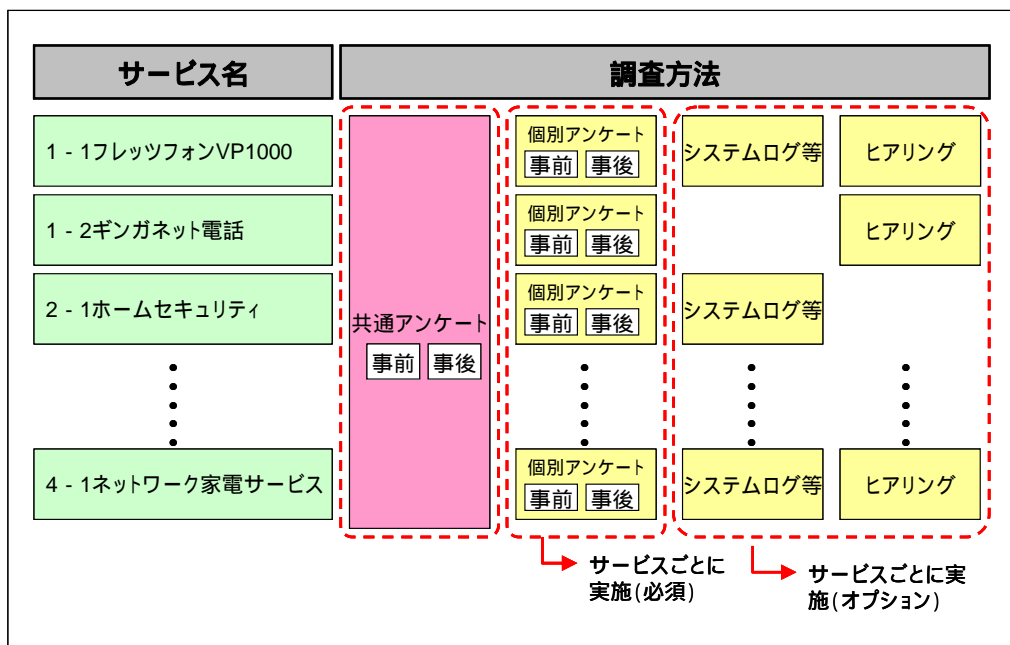 サービス名
調査方法
1 - 1フレッツフォンVP1000
個別アンケート
事前 事後
システムログ等
ヒアリング
1 - 2ギンガネット電話
個別アンケート
事前 事後
ヒアリング
2 - 1ホームセキュリティ
個別アンケート
事前 事後
システムログ等
共通アンケート
事前 事後
4 - 1ネットワーク家電サービス
個別アンケート
事前 事後
システムログ等
ヒアリング
サービスごとに
実施(必須)
サービスごとに実
施(オプション)